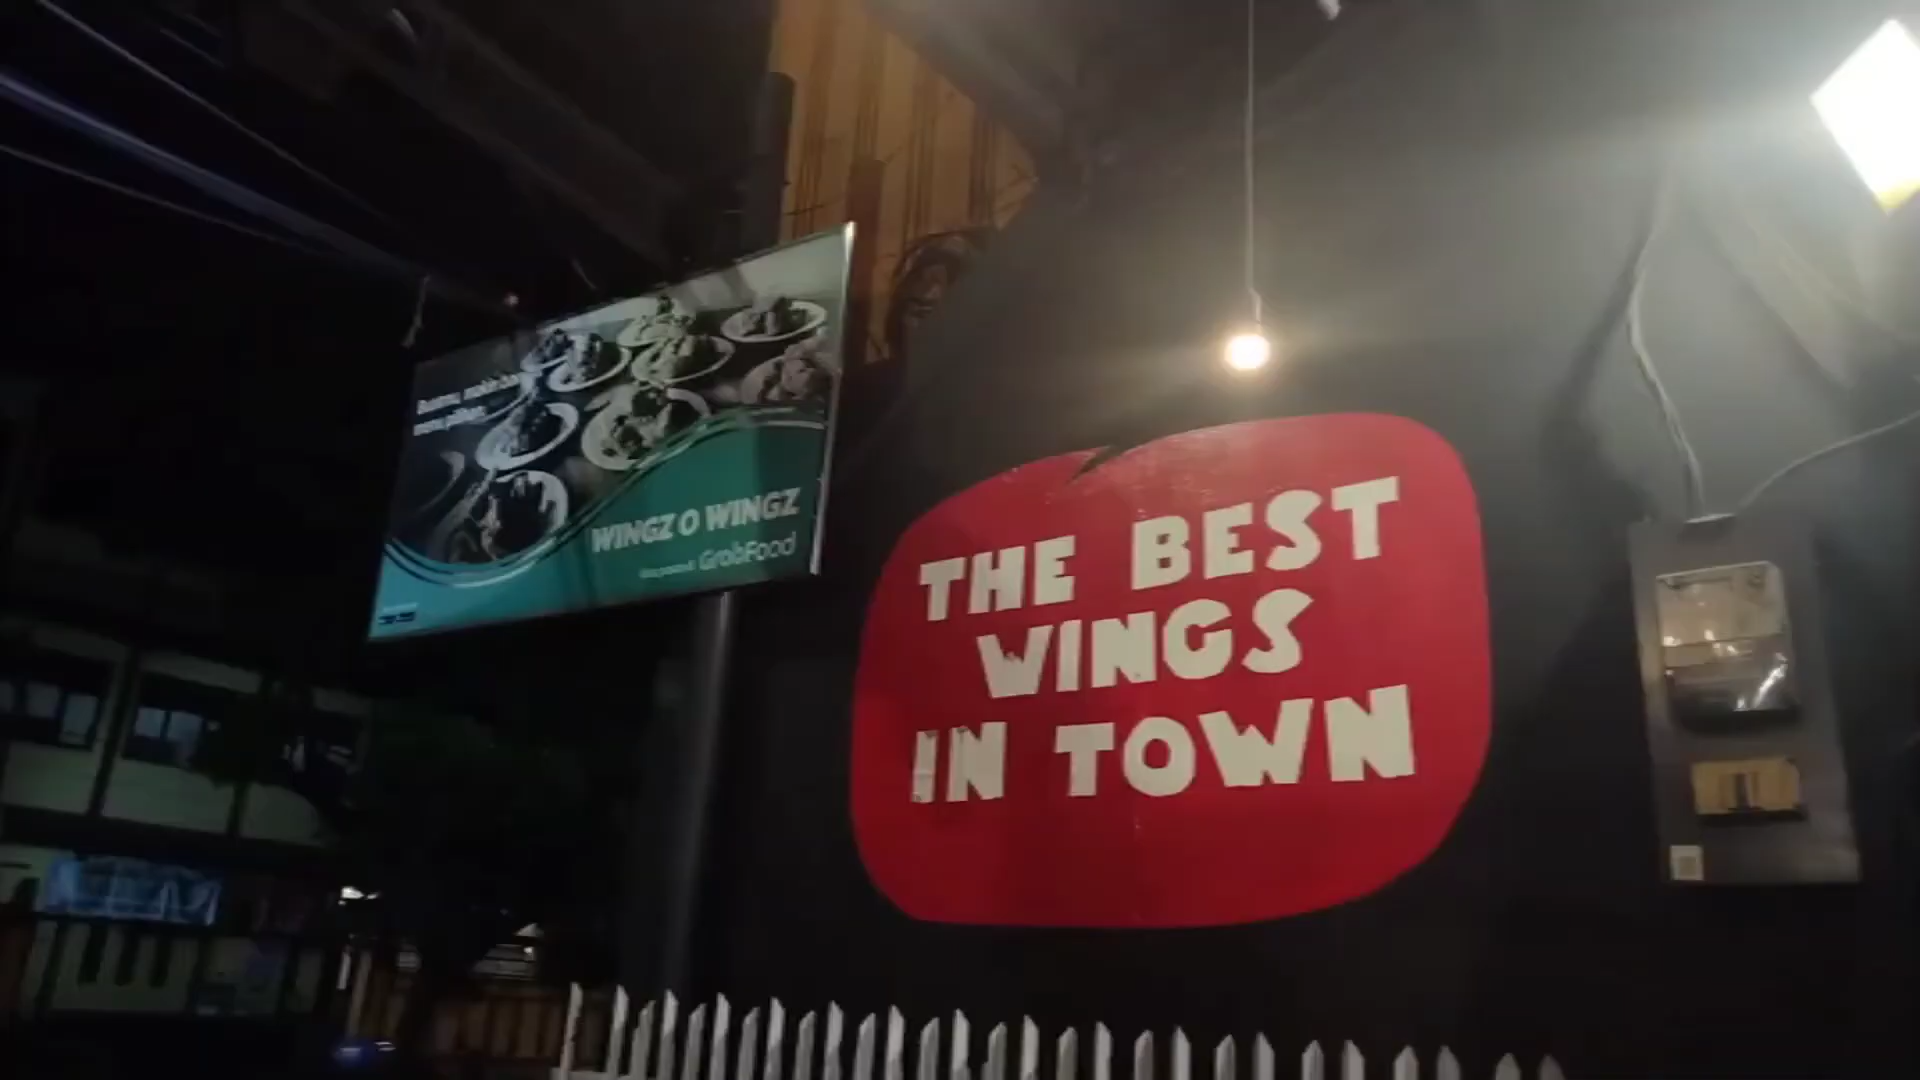 WINGZ O WINGZ
GrabFood
THE BEST
WINGS
IN TOWN